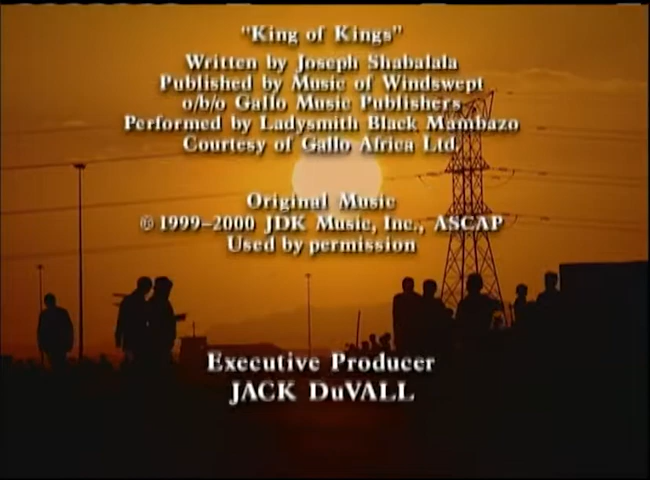 "King of Kings"
Written by Joseph Shabalala
Published by Music of Windswept
o/b/o Gallo Music Publishers
Performed by Ladysmith Black Mambazo
Courtesy of Gallo Africa Ltd.
Original Music
© 1999-2000 JDK Music, Inc., ASCAP
Used by permission
Executive Producer
JACK DuVALL